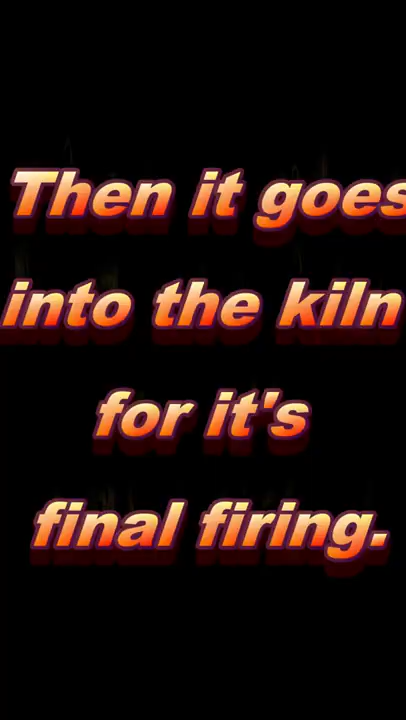 Then it goes
into the kiln
for it's
final firing.